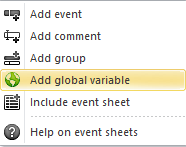 Add event
Add comment
Add group
Add global variable
Include event sheet
Help on event sheets